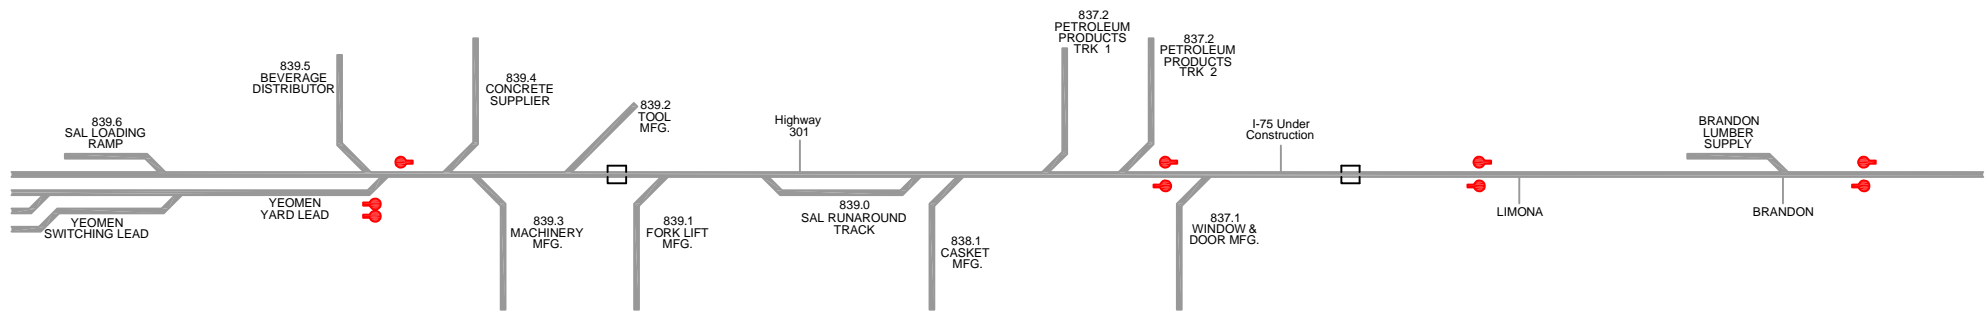 839.6
SAL LOADING
RAMP
YEOMEN
SWITCHING LEAD
839.5
BEVERAGE
DISTRIBUTOR
YEOMEN
YARD LEAD
839.4
CONCRETE
SUPPLIER
839.3
MACHINERY
MFG.
839.2
TOOL
MFG.
839.1
FORK LIFT
MFG.
Highway
301
839.0
SAL RUNAROUND
TRACK
838.1
CASKET
MFG.
837.2
PETROLEUM
PRODUCTS
TRK 1
837.2
PETROLEUM
PRODUCTS
TRK 2
837.1
WINDOW &
DOOR MFG.
I-75 Under
Construction
LIMONA
BRANDON
LUMBER
SUPPLY
BRANDON